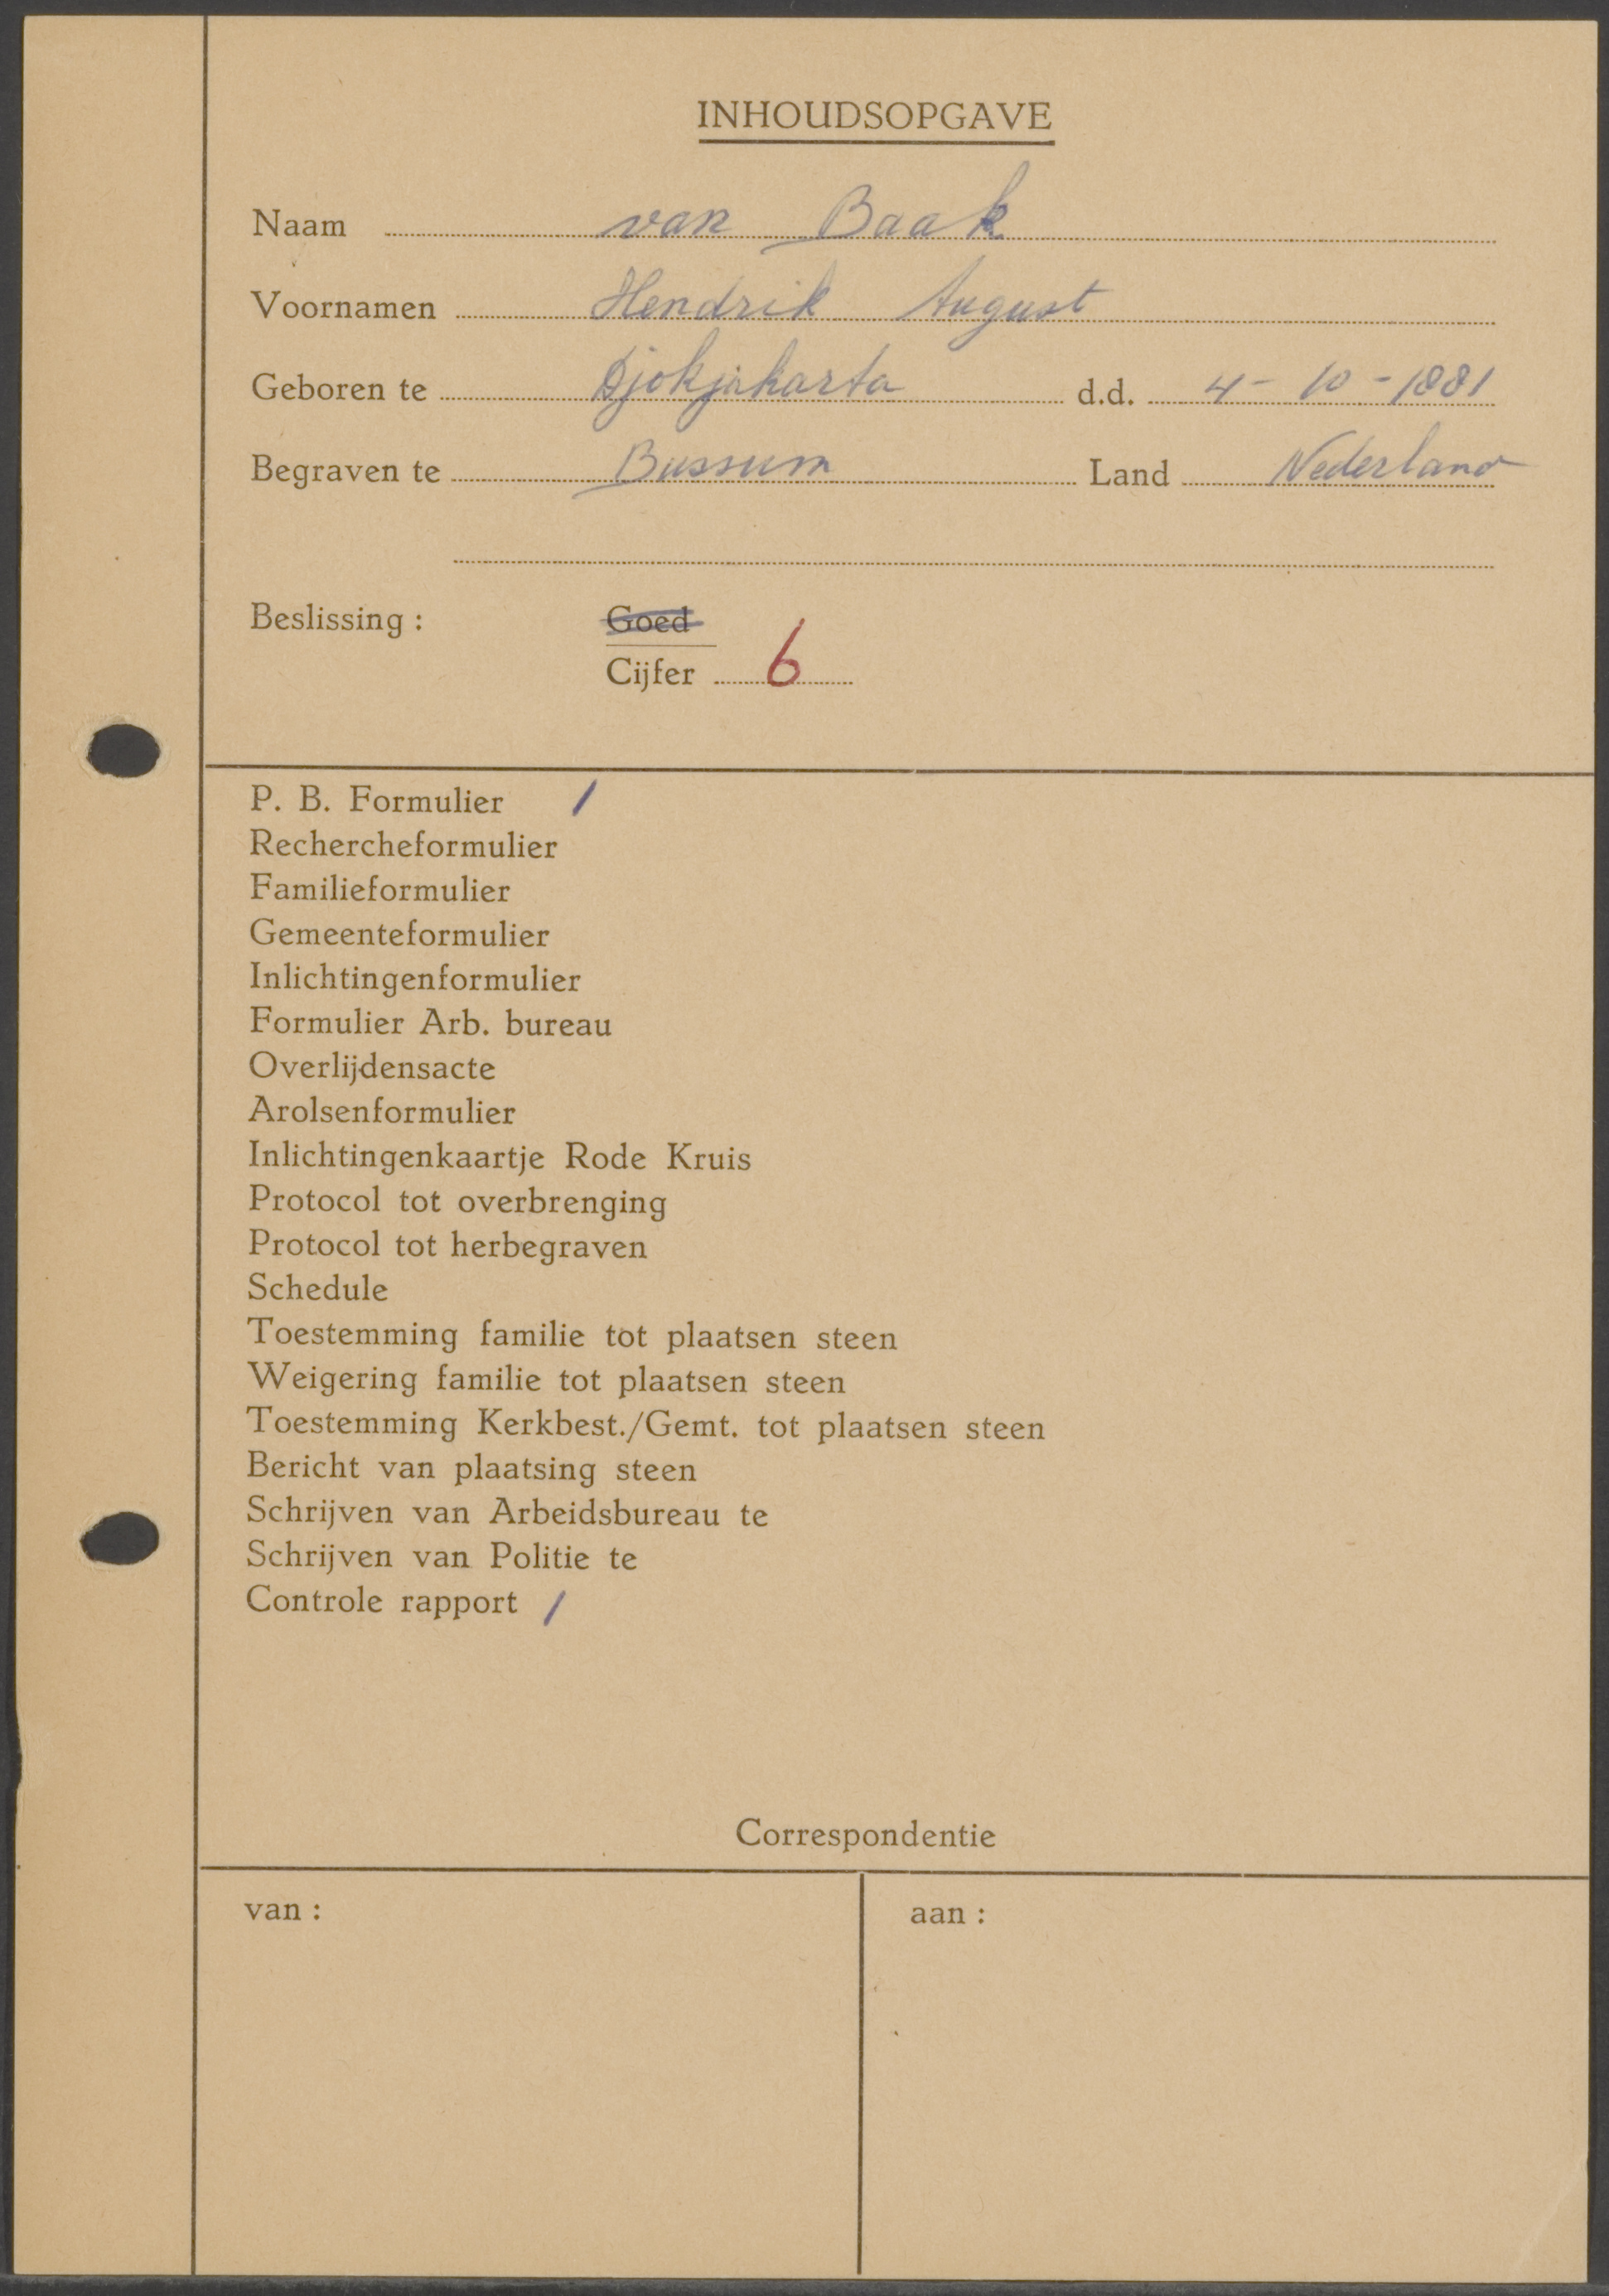 INHOUDSOPGAVE
Naam van Baak
Voornamen Hendrik August
Geboren te Djokjakarta d.d. 4-10-1881
Begraven te Bussum Land Nederland
Beslissing : Goed
Cijfer 6
P. B. Formulier /
Rechercheformulier
Familieformulier
Gemeenteformulier
Inlichtingenformulier
Formulier Arb. bureau
Overlijdensacte
Arolsenformulier
Inlichtingenkaartje Rode Kruis
Protocol tot overbrenging
Protocol tot herbegraven
Schedule
Toestemming familie tot plaatsen steen
Weigering familie tot plaatsen steen
Toestemming Kerkbest./Gemt. tot plaatsen steen
Bericht van plaatsing steen
Schrijven van Arbeidsbureau te
Schrijven van Politie te
Controle rapport /
Correspondentie
van : aan :